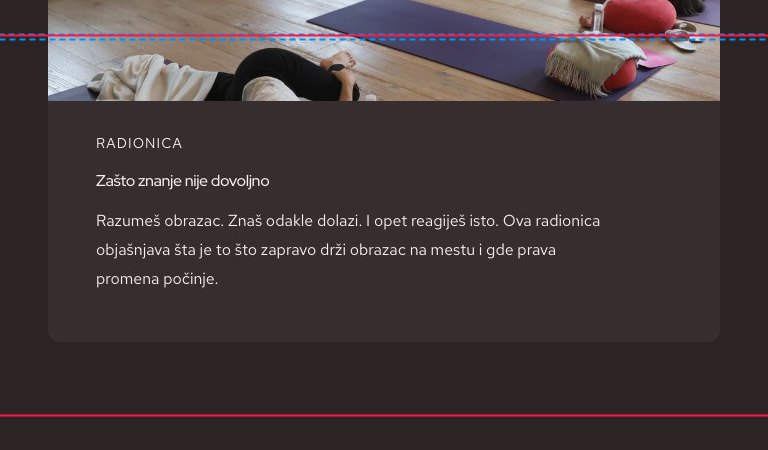 RADIONICA
Zašto znanje nije dovoljno
Razumeš obrazac. Znaš odakle dolazi. I opet reagiješ isto. Ova radionica
objašnjava šta je to što zapravo drži obrazac na mestu i gde prava
promena počinje.